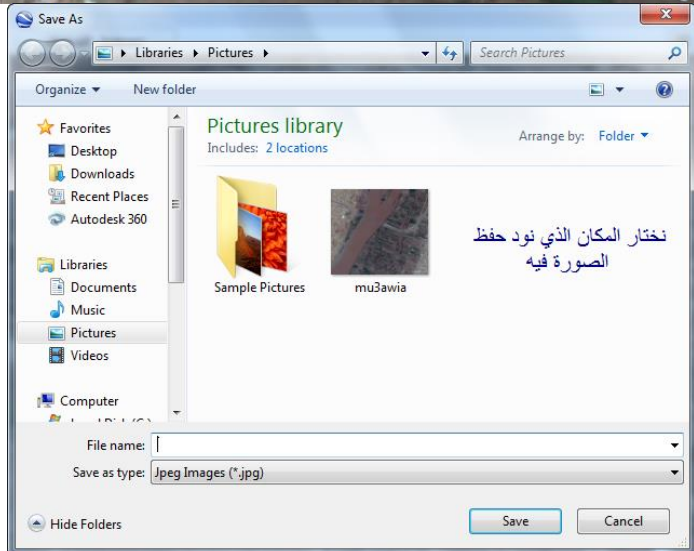 Save As
Libraries Pictures
Search Pictures
Organize New folder
Favorites
Desktop
Downloads
Recent Places
Autodesk 360
Libraries
Documents
Music
Pictures
Videos
Computer
Pictures library
Includes: 2 locations
Arrange by: Folder
Sample Pictures
mu3awia
نختار المكان الذي نود حفظ
الصورة فيه
File name:
Save as type: Jpeg Images (*.jpg)
Hide Folders
Save Cancel